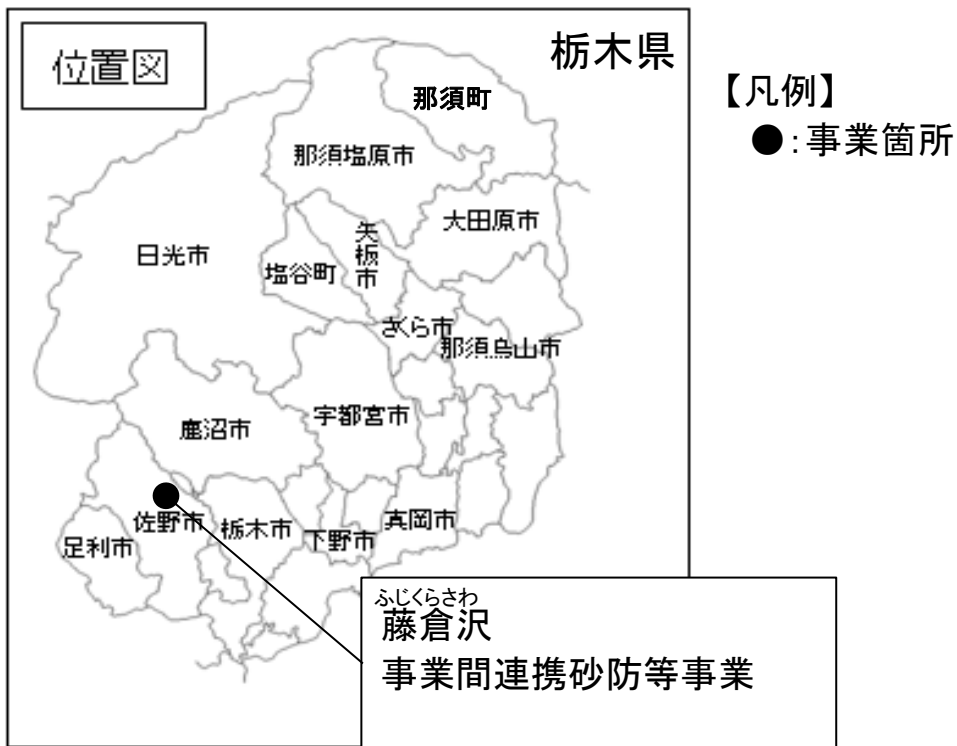 位置図
栃木県
【凡例】
●：事業箇所
那須町
那須塩原市
大田原市
矢板市
日光市
塩谷町
さくら市
那須烏山市
宇都宮市
鹿沼市
佐野市
栃木市
下野市
真岡市
足利市
ふじくらさわ
藤倉沢
事業間連携砂防等事業